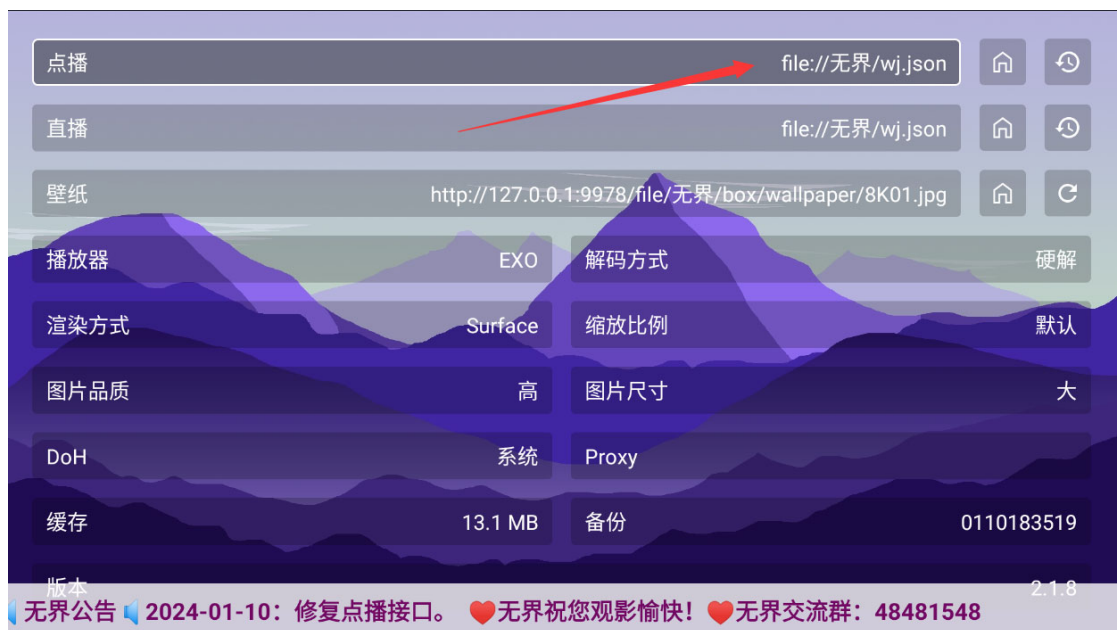 点播 file://无界/wj.json
直播 file://无界/wj.json
壁纸 http://127.0.0.1:9978/file/无界/box/wallpaper/8K01.jpg
播放器 EXO 解码方式 硬解
渲染方式 Surface 缩放比例 默认
图片品质 高 图片尺寸 大
DoH 系统 Proxy
缓存 13.1 MB 备份 0110183519
版本 2.1.8
无界公告 2024-01-10：修复点播接口。 无界祝您观影愉快！ 无界交流群：48481548